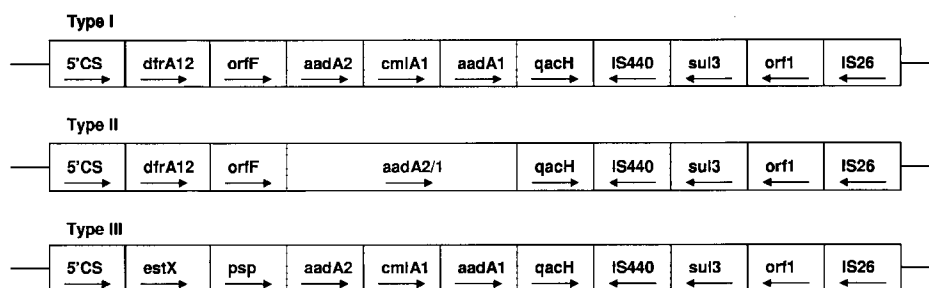 Type I
5'CS dfrA12 orfF aadA2 cmlA1 aadA1 qacH IS440 sul3 orf1 IS26
Type II
5'CS dfrA12 orfF aadA2/1 qacH IS440 sul3 orf1 IS26
Type III
5'CS estX psp aadA2 cmlA1 aadA1 qacH IS440 sul3 orf1 IS26